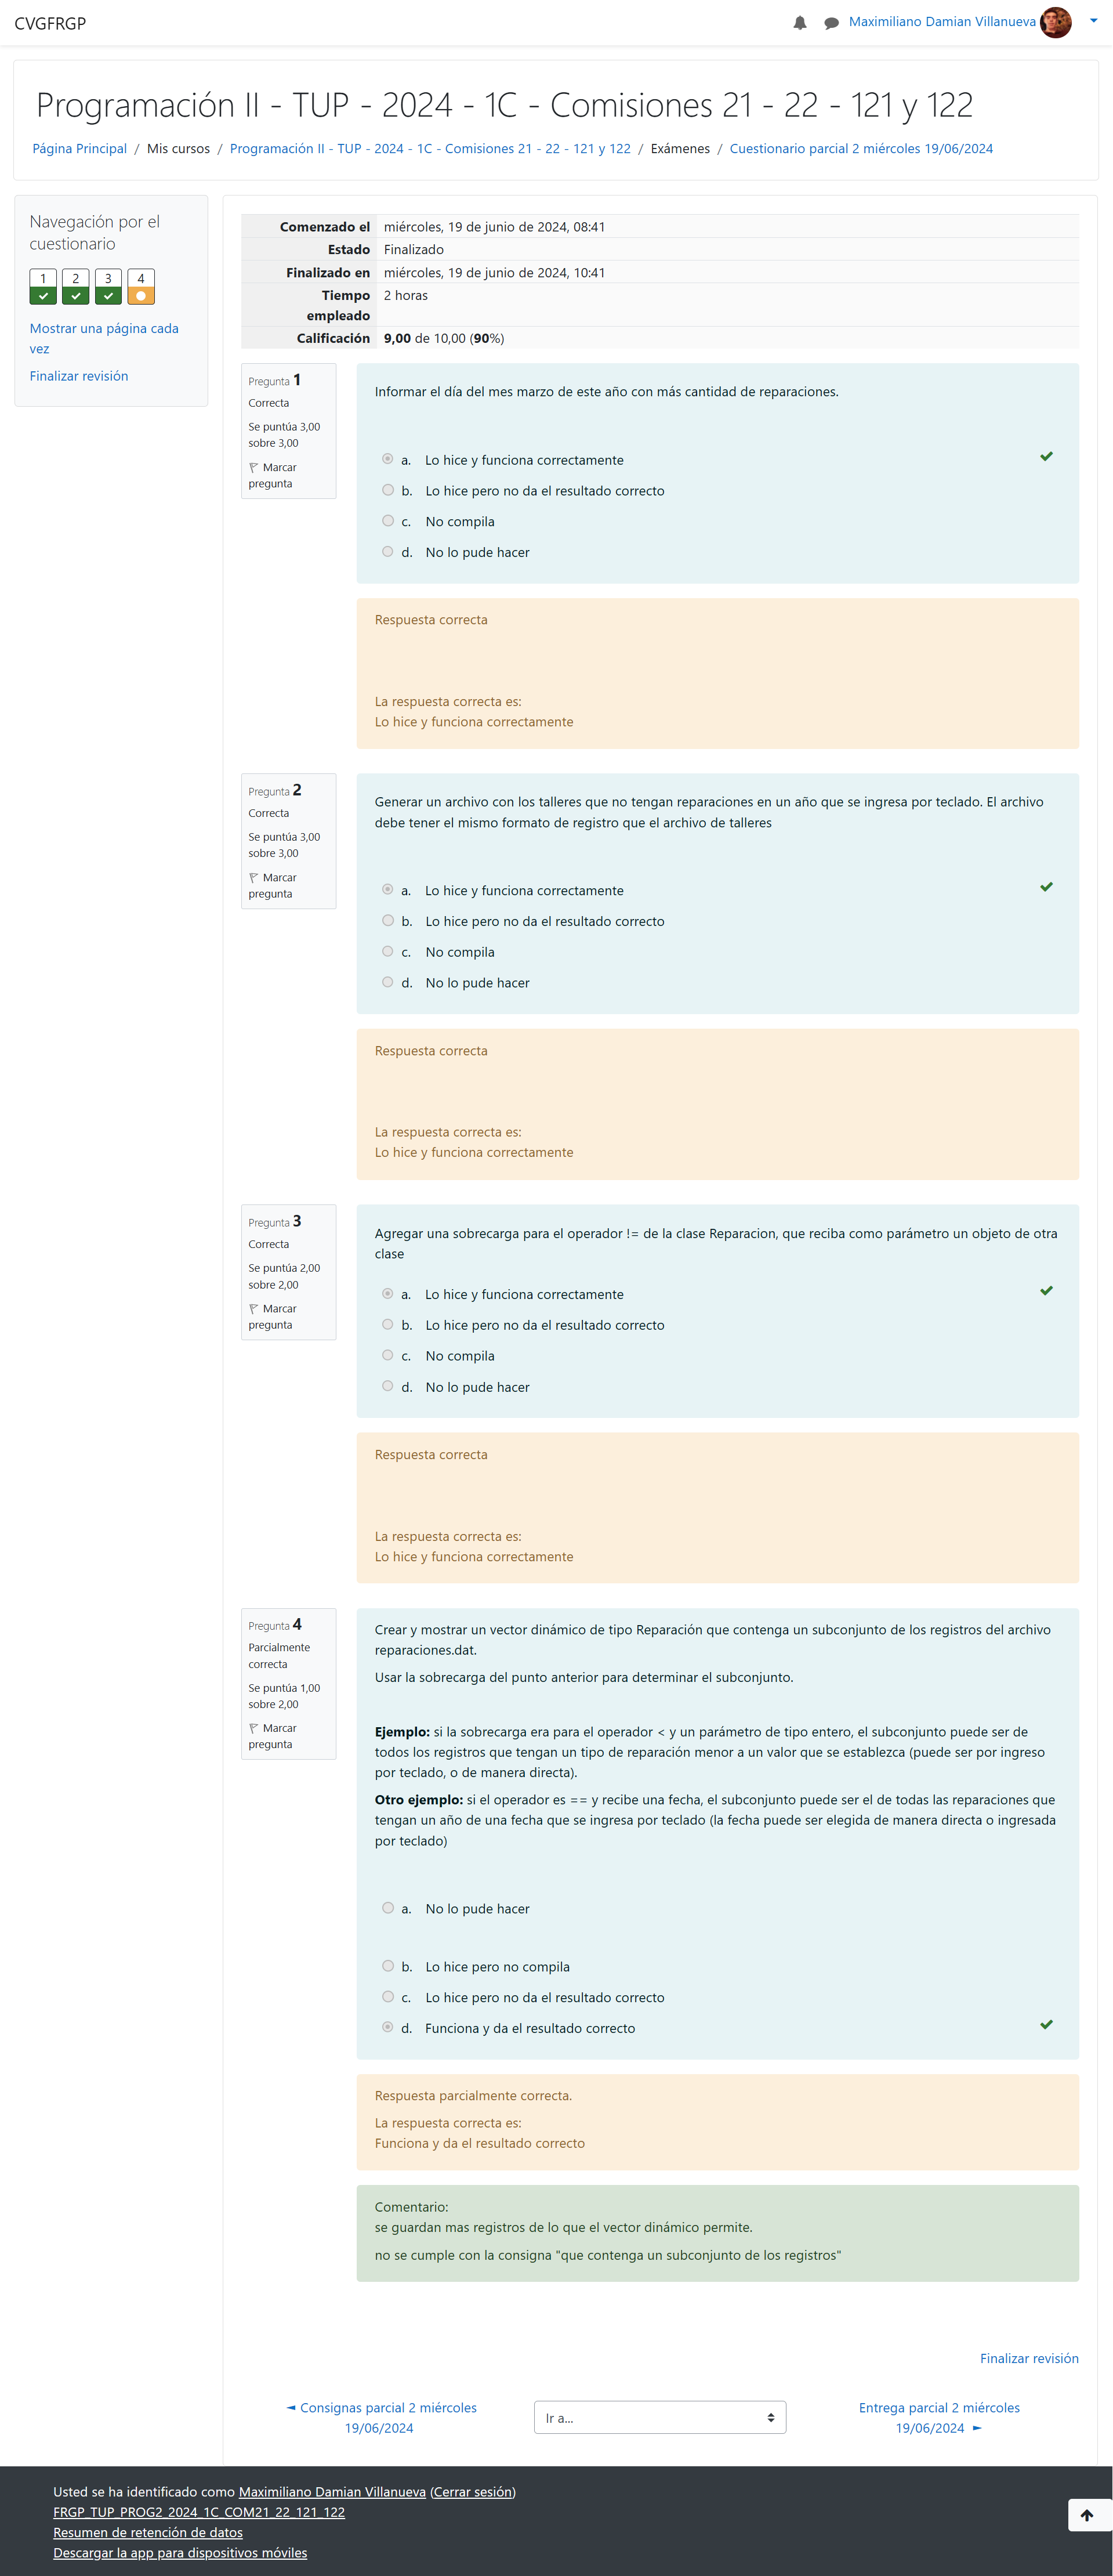 CVGFRGP
Maximiliano Damian Villanueva
Programación II - TUP - 2024 - 1C - Comisiones 21 - 22 - 121 y 122
Página Principal / Mis cursos / Programación II - TUP - 2024 - 1C - Comisiones 21 - 22 - 121 y 122 / Exámenes / Cuestionario parcial 2 miércoles 19/06/2024
Navegación por el
cuestionario
1 2 3 4
Mostrar una página cada
vez
Finalizar revisión
Comenzado el miércoles, 19 de junio de 2024, 08:41
Estado Finalizado
Finalizado en miércoles, 19 de junio de 2024, 10:41
Tiempo 2 horas
empleado
Calificación 9,00 de 10,00 (90%)
Pregunta 1
Correcta
Se puntúa 3,00
sobre 3,00
Marcar
pregunta
Informar el día del mes marzo de este año con más cantidad de reparaciones.
a. Lo hice y funciona correctamente
b. Lo hice pero no da el resultado correcto
c. No compila
d. No lo pude hacer
Respuesta correcta
La respuesta correcta es:
Lo hice y funciona correctamente
Pregunta 2
Correcta
Se puntúa 3,00
sobre 3,00
Marcar
pregunta
Generar un archivo con los talleres que no tengan reparaciones en un año que se ingresa por teclado. El archivo
debe tener el mismo formato de registro que el archivo de talleres
a. Lo hice y funciona correctamente
b. Lo hice pero no da el resultado correcto
c. No compila
d. No lo pude hacer
Respuesta correcta
La respuesta correcta es:
Lo hice y funciona correctamente
Pregunta 3
Correcta
Se puntúa 2,00
sobre 2,00
Marcar
pregunta
Agregar una sobrecarga para el operador != de la clase Reparacion, que reciba como parámetro un objeto de otra
clase
a. Lo hice y funciona correctamente
b. Lo hice pero no da el resultado correcto
c. No compila
d. No lo pude hacer
Respuesta correcta
La respuesta correcta es:
Lo hice y funciona correctamente
Pregunta 4
Parcialmente
correcta
Se puntúa 1,00
sobre 2,00
Marcar
pregunta
Crear y mostrar un vector dinámico de tipo Reparación que contenga un subconjunto de los registros del archivo
reparaciones.dat.
Usar la sobrecarga del punto anterior para determinar el subconjunto.
Ejemplo: si la sobrecarga era para el operador < y un parámetro de tipo entero, el subconjunto puede ser de
todos los registros que tengan un tipo de reparación menor a un valor que se establezca (puede ser por ingreso
por teclado, o de manera directa).
Otro ejemplo: si el operador es == y recibe una fecha, el subconjunto puede ser el de todas las reparaciones que
tengan un año de una fecha que se ingresa por teclado (la fecha puede ser elegida de manera directa o ingresada
por teclado)
a. No lo pude hacer
b. Lo hice pero no compila
c. Lo hice pero no da el resultado correcto
d. Funciona y da el resultado correcto
Respuesta parcialmente correcta.
La respuesta correcta es:
Funciona y da el resultado correcto
Comentario:
se guardan mas registros de lo que el vector dinámico permite.
no se cumple con la consigna "que contenga un subconjunto de los registros"
Finalizar revisión
◄ Consignas parcial 2 miércoles
19/06/2024
Ir a...
Entrega parcial 2 miércoles
19/06/2024 ►
Usted se ha identificado como Maximiliano Damian Villanueva (Cerrar sesión)
FRGP_TUP_PROG2_2024_1C_COM21_22_121_122
Resumen de retención de datos
Descargar la app para dispositivos móviles